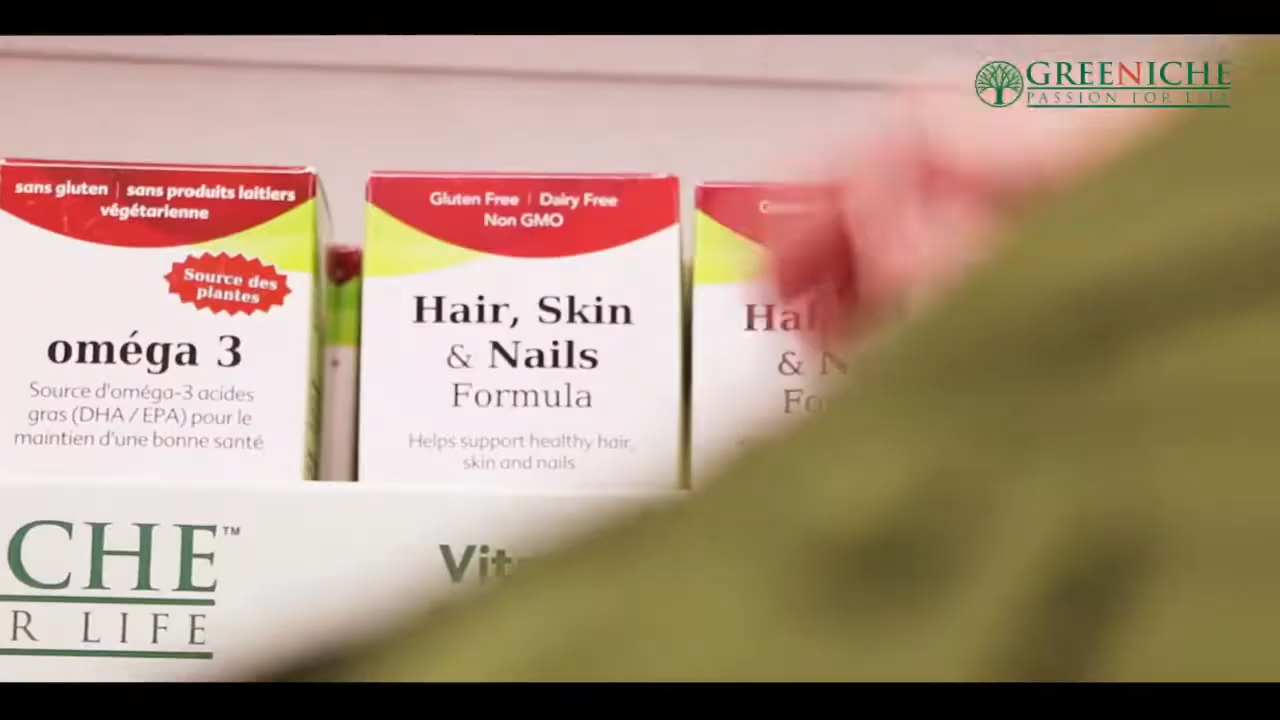 GREENICHE
PASSION FOR LIFE
sans gluten | sans produits laitiers
végétarienne
Source des
plantes
oméga 3
Source d'oméga-3 acides
gras (DHA / EPA) pour le
maintien d'une bonne santé
Gluten Free | Dairy Free
Non GMO
Hair, Skin
& Nails
Formula
Helps support healthy hair,
skin and nails
&
CHE™
R LIFE